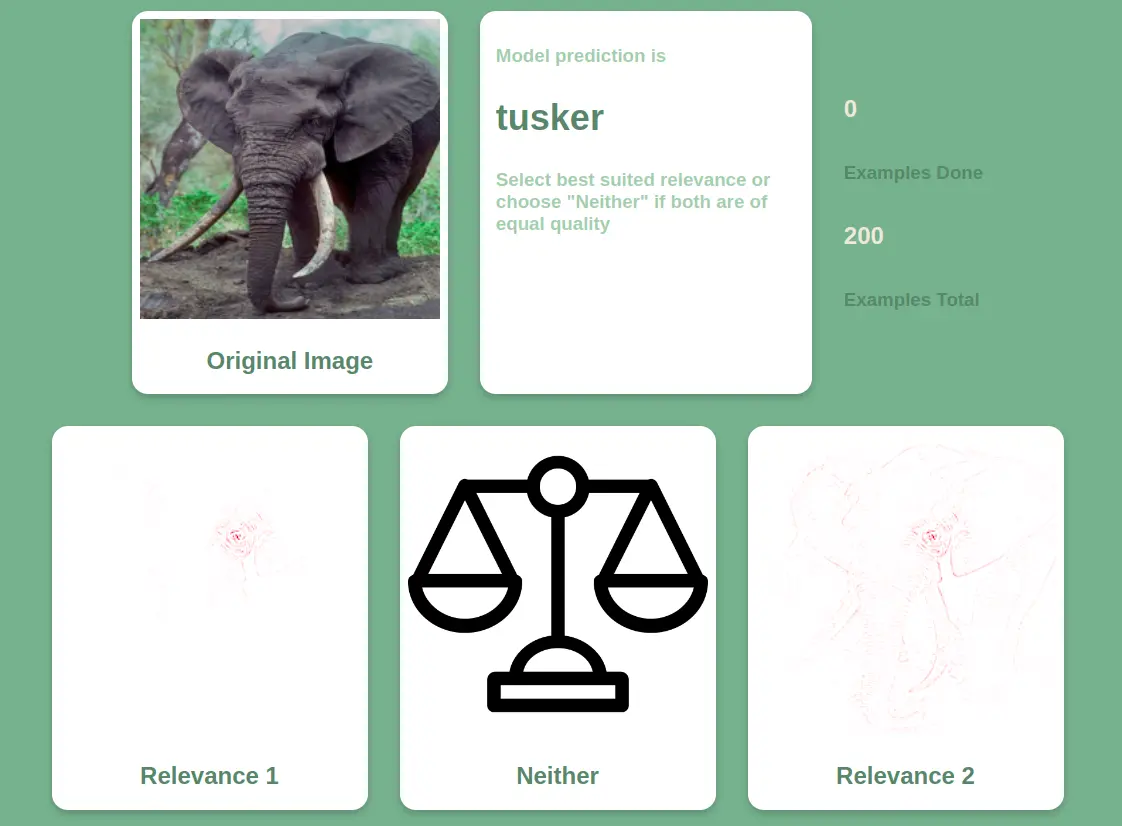 Model prediction is
tusker
Select best suited relevance or
choose "Neither" if both are of
equal quality
0
Examples Done
200
Examples Total
Original Image
Relevance 1
Neither
Relevance 2